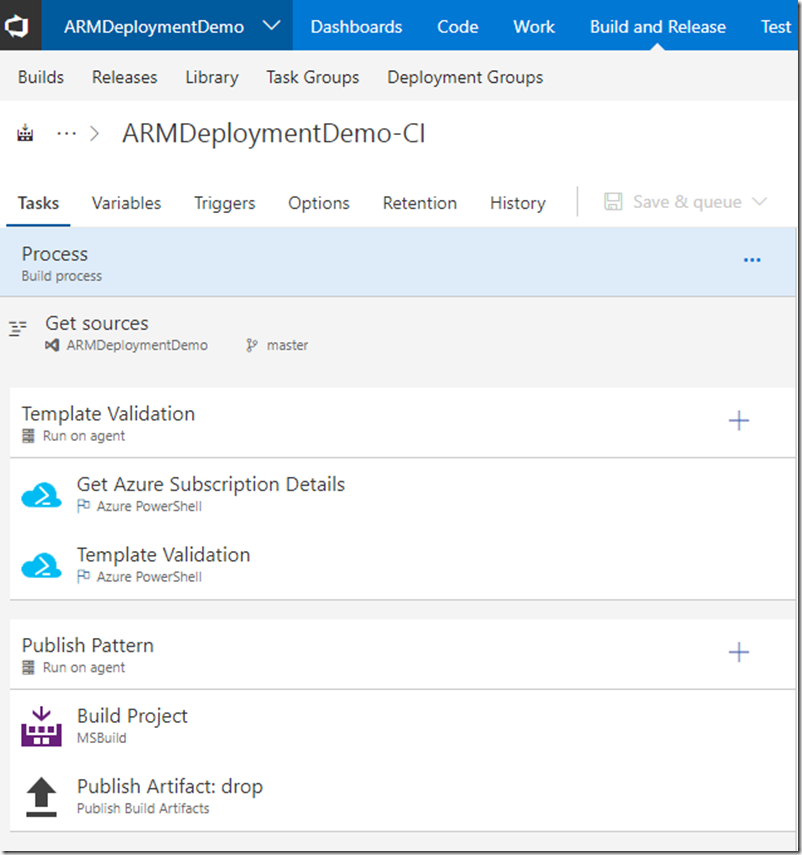 ARMDeploymentDemo Dashboards Code Work Build and Release Test
Builds Releases Library Task Groups Deployment Groups
··· > ARMDeploymentDemo-CI
Tasks Variables Triggers Options Retention History Save & queue
Process
Build process
···
Get sources
ARMDeploymentDemo master
Template Validation
Run on agent
Get Azure Subscription Details
Azure PowerShell
Template Validation
Azure PowerShell
Publish Pattern
Run on agent
Build Project
MSBuild
Publish Artifact: drop
Publish Build Artifacts